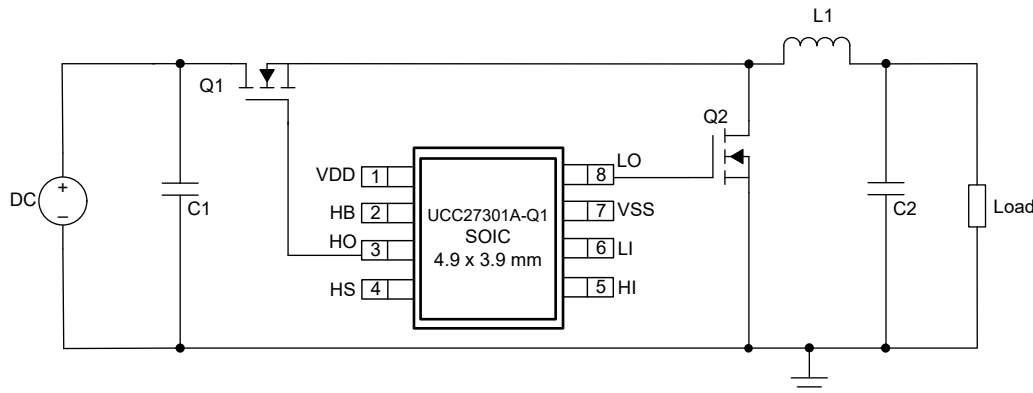 L1
Q1
Q2
VDD 1
HB 2
HO 3
HS 4
UCC27301A-Q1
SOIC
4.9 x 3.9 mm
LO
8
7 VSS
6 LI
5 HI
DC
+
−
C1
C2
Load